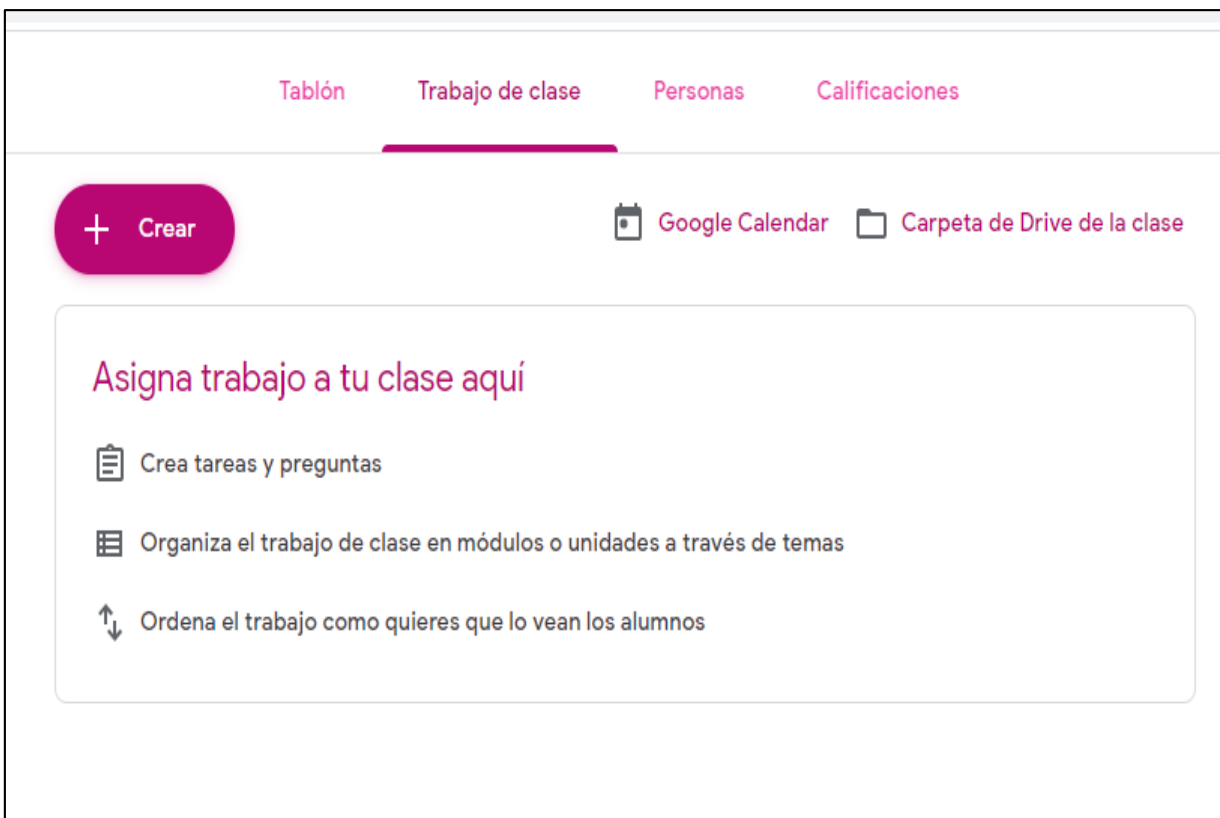 Tablón Trabajo de clase Personas Calificaciones
Crear Google Calendar Carpeta de Drive de la clase
Asigna trabajo a tu clase aquí
Crea tareas y preguntas
Organiza el trabajo de clase en módulos o unidades a través de temas
Ordena el trabajo como quieres que lo vean los alumnos